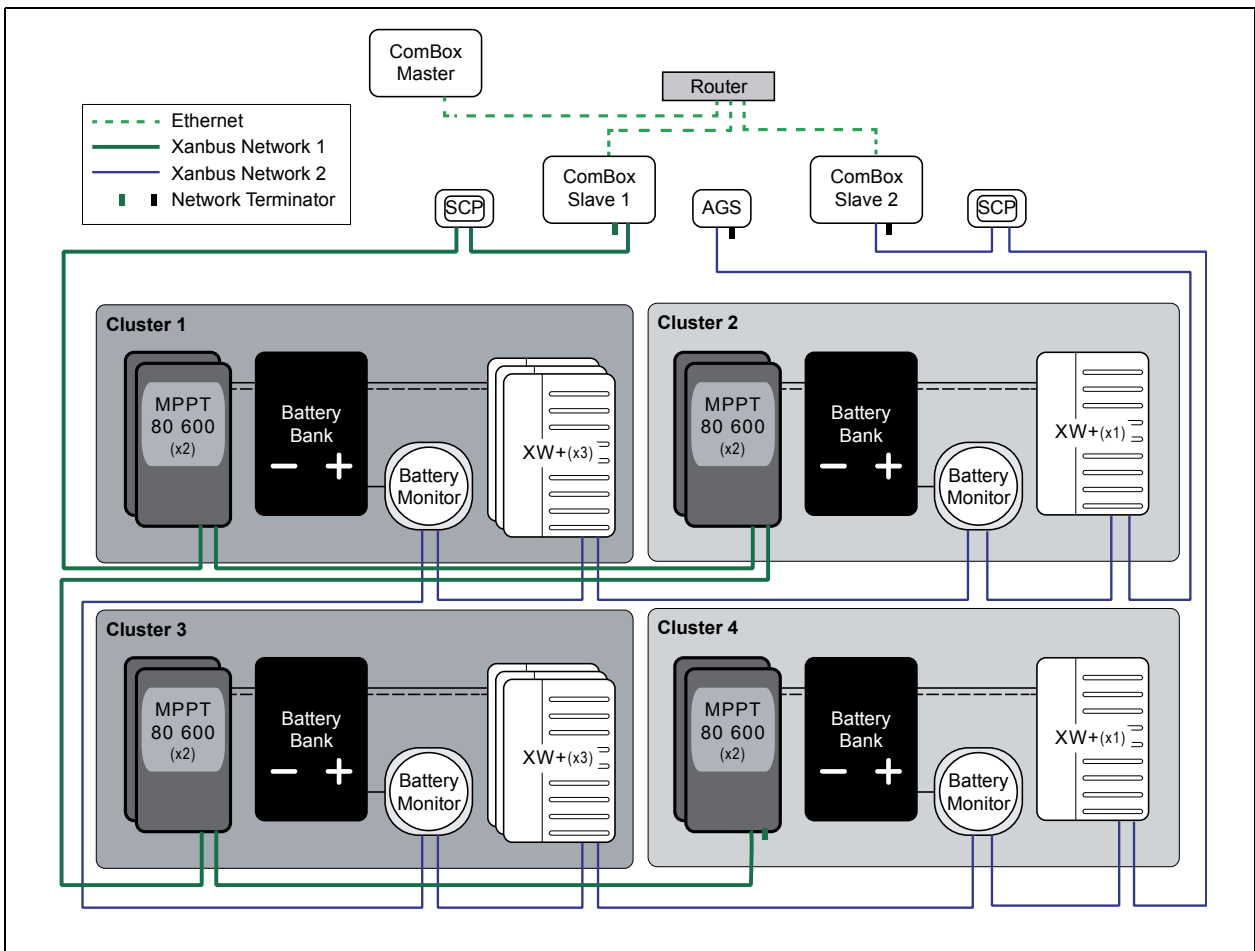 ComBox
Master
Router
Ethernet
Xanbus Network 1
Xanbus Network 2
Network Terminator
SCP
ComBox
Slave 1
AGS
ComBox
Slave 2
SCP
Cluster 1
MPPT
80 600
(x2)
Battery
Bank
− +
Battery
Monitor
XW+(x3)
Cluster 2
MPPT
80 600
(x2)
Battery
Bank
− +
Battery
Monitor
XW+(x1)
Cluster 3
MPPT
80 600
(x2)
Battery
Bank
− +
Battery
Monitor
XW+(x3)
Cluster 4
MPPT
80 600
(x2)
Battery
Bank
− +
Battery
Monitor
XW+(x1)